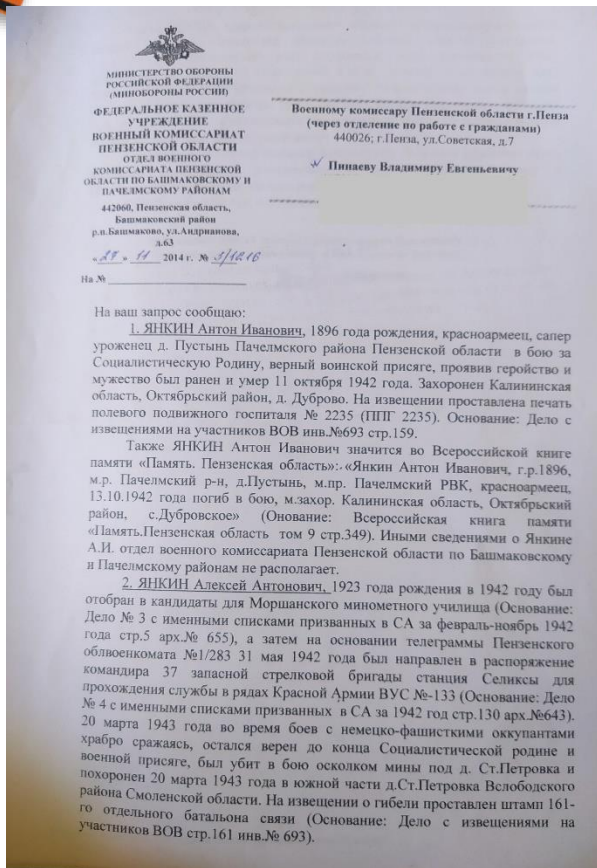 МИНИСТЕРСТВО ОБОРОНЫ
РОССИЙСКОЙ ФЕДЕРАЦИИ
(МИНОБОРОНЫ РОССИИ)
ФЕДЕРАЛЬНОЕ КАЗЕННОЕ
УЧРЕЖДЕНИЕ
ВОЕННЫЙ КОМИССАРИАТ
ПЕНЗЕНСКОЙ ОБЛАСТИ
ОТДЕЛ ВОЕННОГО
КОМИССАРИАТА ПЕНЗЕНСКОЙ
ОБЛАСТИ ПО БАШМАКОВСКОМУ И
ПАЧЕЛМСКОМУ РАЙОНАМ
442060, Пензенская область,
Башмаковский район
р.п.Башмаково, ул.Андрианова,
д.63
«27» 11 2014 г. № 5/1216
На №
Военному комиссару Пензенской области г.Пенза
(через отделение по работе с гражданами)
440026; г.Пенза, ул.Советская, д.7
Пинаеву Владимиру Евгеньевичу
На ваш запрос сообщаю:
1. ЯНКИН Антон Иванович, 1896 года рождения, красноармеец, сапер
уроженец д. Пустынь Пачелмского района Пензенской области в бою за
Социалистическую Родину, верный воинской присяге, проявив геройство и
мужество был ранен и умер 11 октября 1942 года. Захоронен Калининская
область, Октябрьский район, д. Дуброво. На извещении проставлена печать
полевого подвижного госпиталя № 2235 (ППГ 2235). Основание: Дело с
извещениями на участников ВОВ инв.№693 стр.159.
Также ЯНКИН Антон Иванович значится во Всероссийской книге
памяти «Память. Пензенская область»: «Янкин Антон Иванович, г.р.1896,
м.р. Пачелмский р-н, д.Пустынь, м.пр. Пачелмский РВК, красноармеец,
13.10.1942 года погиб в бою, м.захор. Калининская область, Октябрьский
район, с.Дубровское» (Онование: Всероссийская книга памяти
«Память.Пензенская область том 9 стр.349). Иными сведениями о Янкине
А.И. отдел военного комиссариата Пензенской области по Башмаковскому
и Пачелмскому районам не располагает.
2. ЯНКИН Алексей Антонович, 1923 года рождения в 1942 году был
отобран в кандидаты для Моршанского минометного училища (Основание:
Дело № 3 с именными списками призванных в СА за февраль-ноябрь 1942
года стр.5 арх.№ 655), а затем на основании телеграммы Пензенского
облвоенкомата №1/283 31 мая 1942 года был направлен в распоряжение
командира 37 запасной стрелковой бригады станция Селиксы для
прохождения службы в рядах Красной Армии ВУС №-133 (Основание: Дело
№ 4 с именными списками призванных в СА за 1942 год стр.130 арх.№643).
20 марта 1943 года во время боев с немецко-фашисткими оккупантами
храбро сражаясь, остался верен до конца Социалистической родине и
военной присяге, был убит в бою осколком мины под д. Ст.Петровка и
похоронен 20 марта 1943 года в южной части д.Ст.Петровка Вслободского
района Смоленской области. На извещении о гибели проставлен штамп 161-
го отдельного батальона связи (Основание: Дело с извещениями на
участников ВОВ стр.161 инв.№ 693).